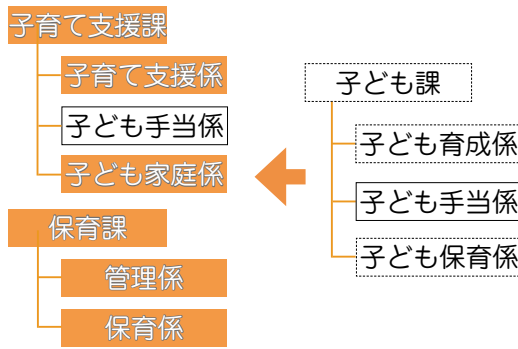 子育て支援課
子育て支援係
子ども手当係
子ども家庭係
保育課
管理係
保育係
子ども課
子ども育成係
子ども手当係
子ども保育係